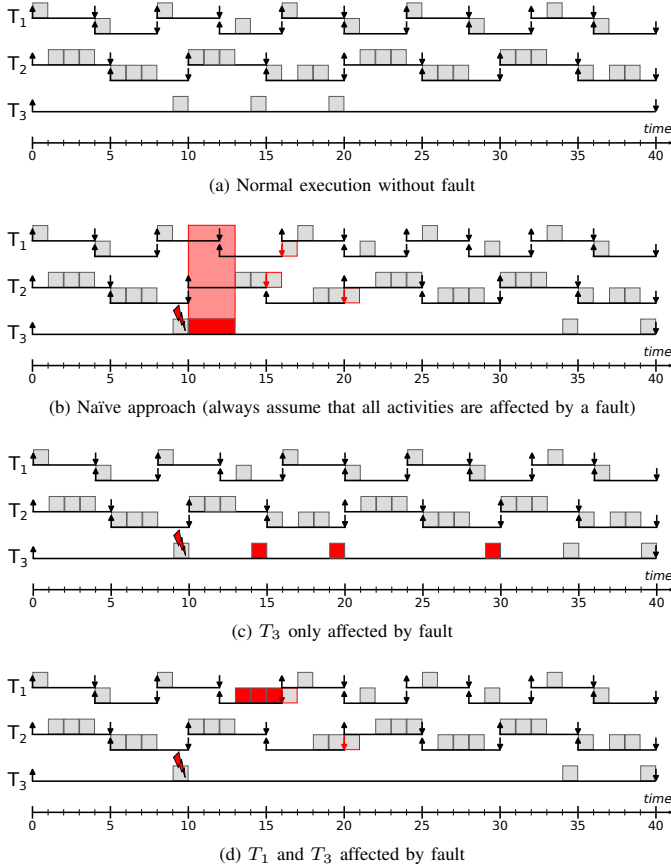 T1
T2
T3
time
0 5 10 15 20 25 30 35 40
(a) Normal execution without fault
T1
T2
T3
time
0 5 10 15 20 25 30 35 40
(b) Naïve approach (always assume that all activities are affected by a fault)
T1
T2
T3
time
0 5 10 15 20 25 30 35 40
(c) T3 only affected by fault
T1
T2
T3
time
0 5 10 15 20 25 30 35 40
(d) T1 and T3 affected by fault